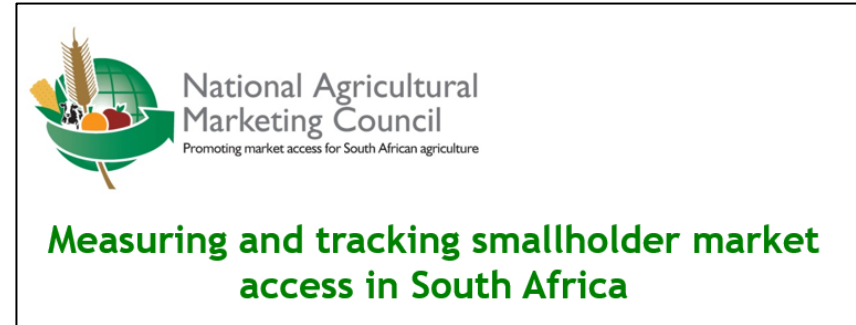 National Agricultural
Marketing Council
Promoting market access for South African agriculture
Measuring and tracking smallholder market
access in South Africa